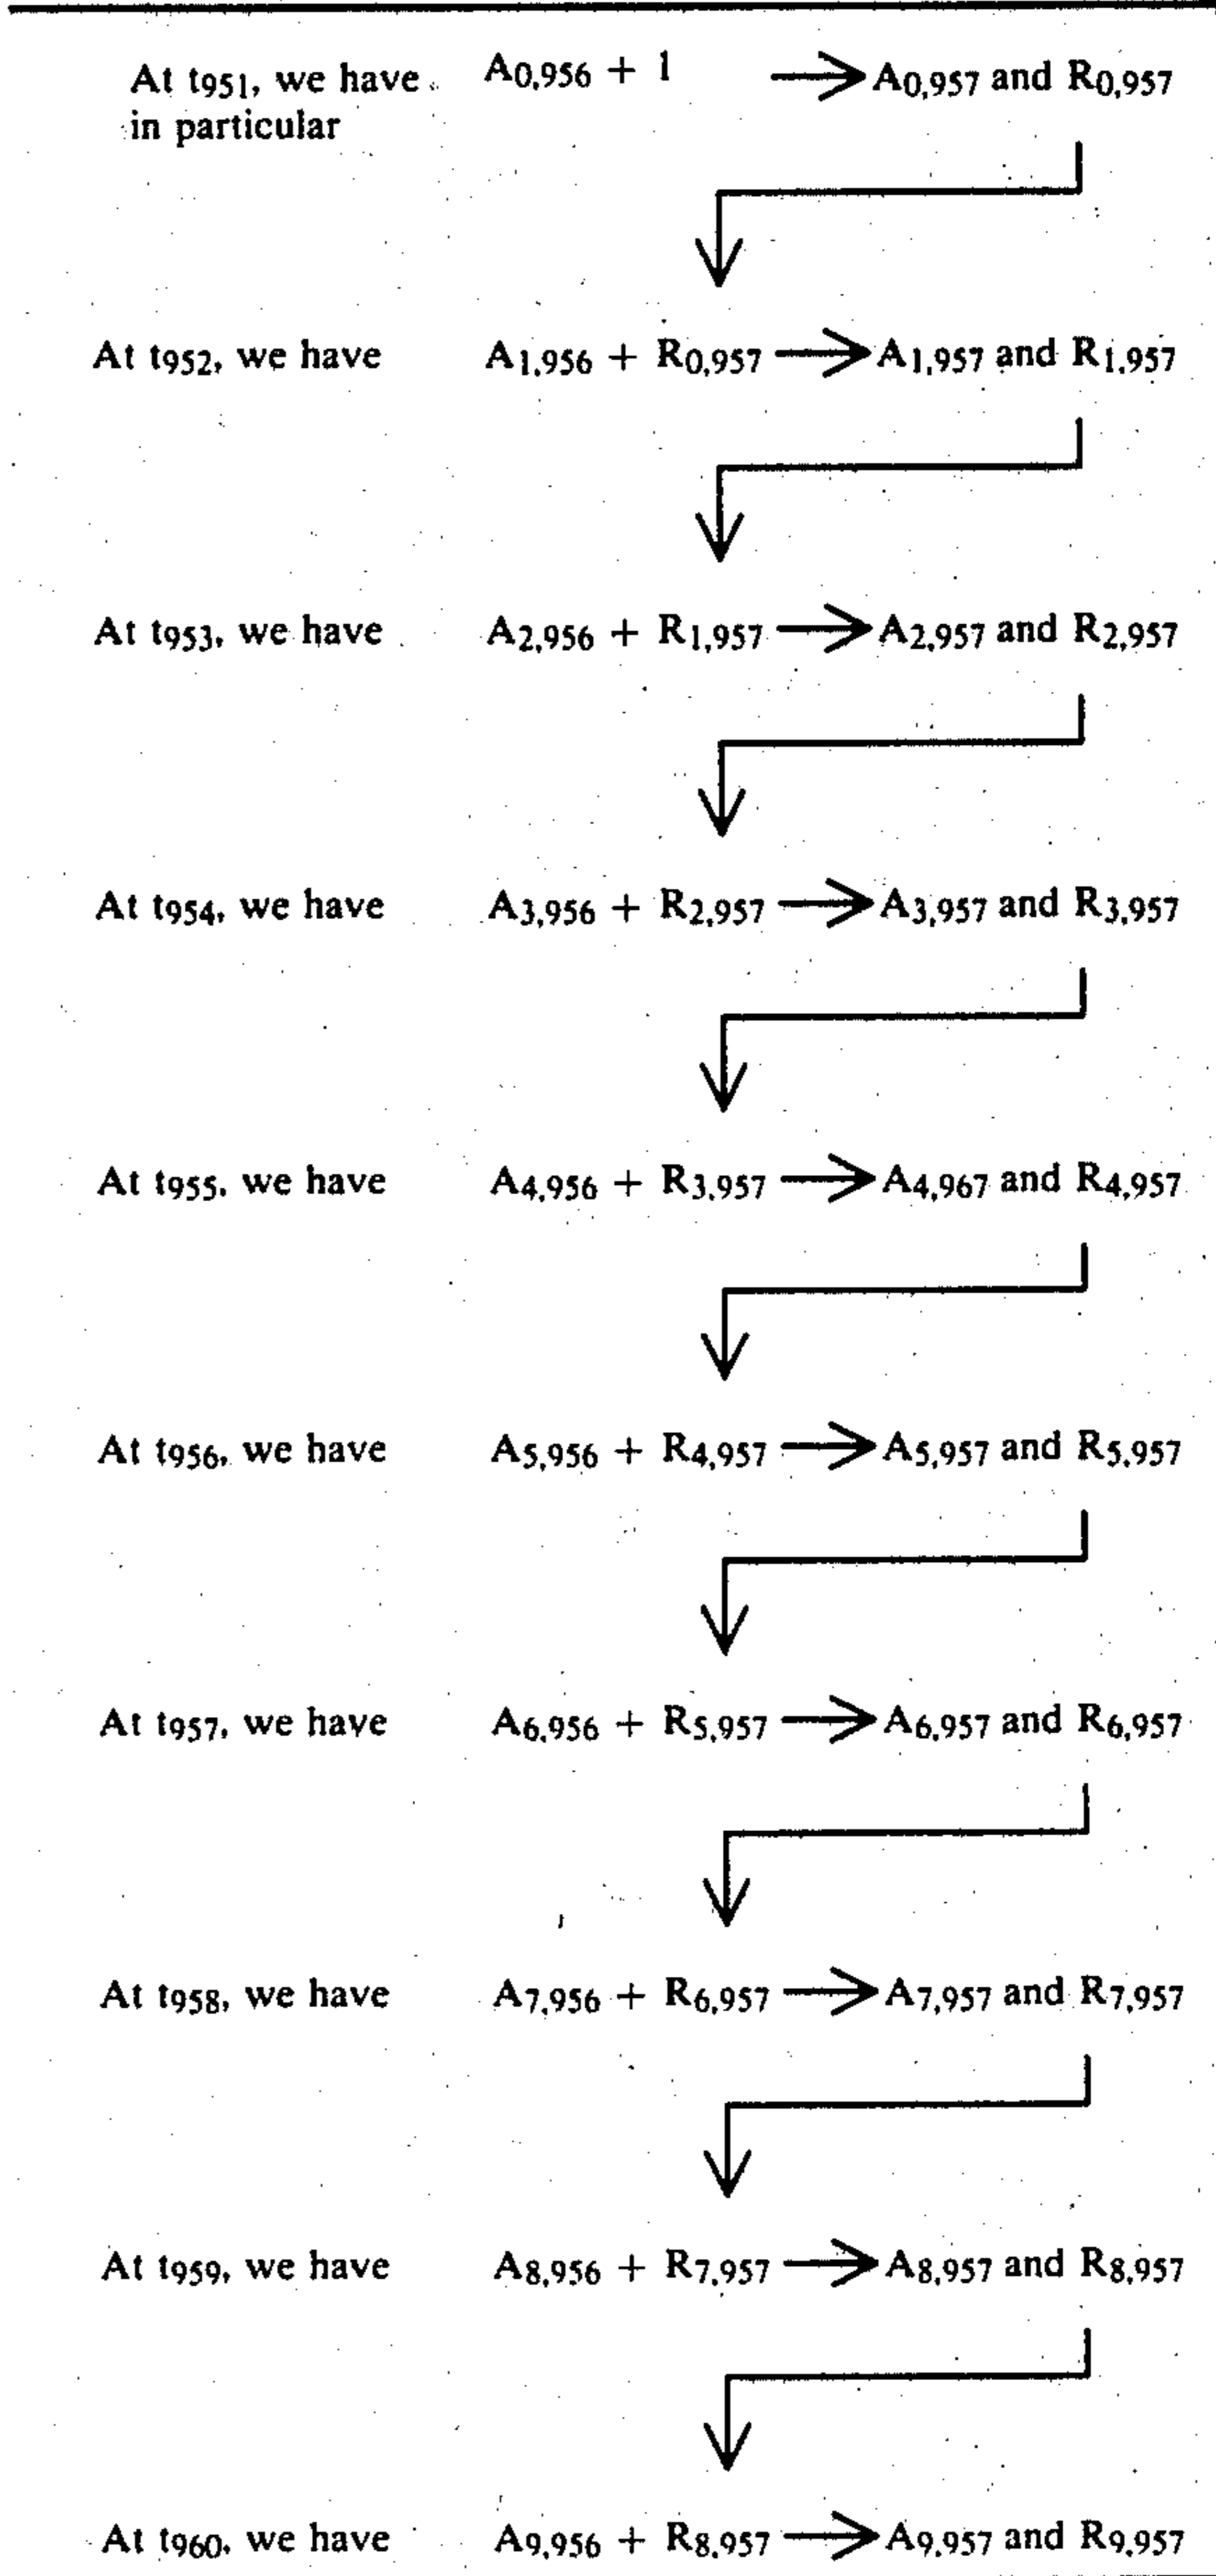 At t951, we have A0,956 + 1 → A0,957 and R0,957
in particular
At t952, we have A1,956 + R0,957 → A1,957 and R1,957
At t953, we have A2,956 + R1,957 → A2,957 and R2,957
At t954, we have A3,956 + R2,957 → A3,957 and R3,957
At t955, we have A4,956 + R3,957 → A4,967 and R4,957
At t956, we have A5,956 + R4,957 → A5,957 and R5,957
At t957, we have A6,956 + R5,957 → A6,957 and R6,957
At t958, we have A7,956 + R6,957 → A7,957 and R7,957
At t959, we have A8,956 + R7,957 → A8,957 and R8,957
At t960, we have A9,956 + R8,957 → A9,957 and R9,957